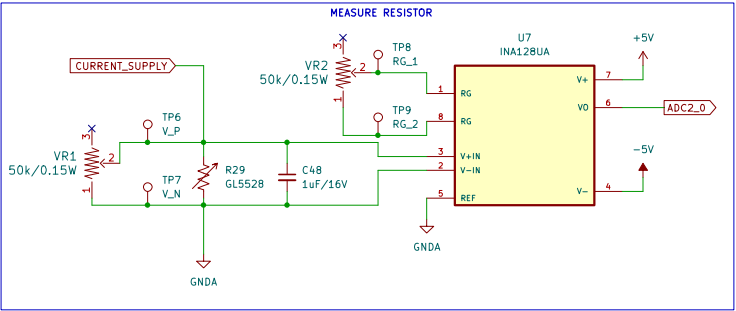 MEASURE RESISTOR
CURRENT_SUPPLY
3
VR2
50k/0.15W
2
1
TP8
RG_1
TP9
RG_2
U7
INA128UA
+5V
1
RG
8
RG
3
V+IN
2
V-IN
5
REF
V+
7
VO
6
ADC2_0
-5V
V-
4
GNDA
3
VR1
50k/0.15W
2
1
TP6
V_P
TP7
V_N
R29
GL5528
C48
1uF/16V
GNDA